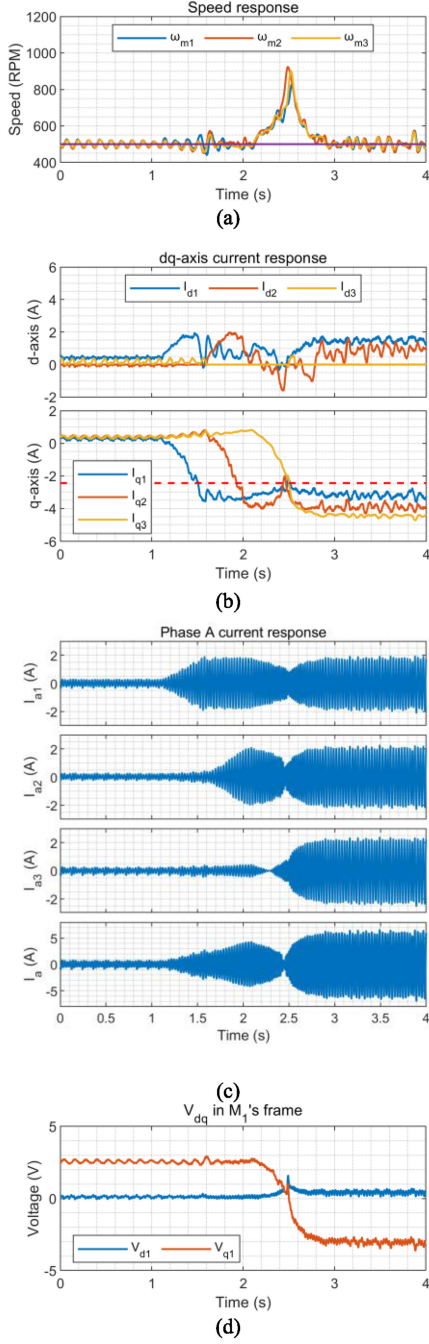 Speed response
1200
1000
800
600
400
Speed (RPM)
ω_m1 ω_m2 ω_m3
0 1 2 3 4
Time (s)
(a)
dq-axis current response
6
4
2
0
-2
d-axis (A)
I_d1 I_d2 I_d3
2
0
-2
-4
-6
q-axis (A)
I_q1
I_q2
I_q3
0 1 2 3 4
Time (s)
(b)
Phase A current response
2
0
-2
I_a1 (A)
2
0
-2
I_a2 (A)
2
0
-2
I_a3 (A)
5
0
-5
I_a (A)
0 0.5 1 1.5 2 2.5 3 3.5 4
Time (s)
(c)
V_dq in M_1's frame
5
0
-5
Voltage (V)
V_d1 V_q1
0 1 2 3 4
Time (s)
(d)